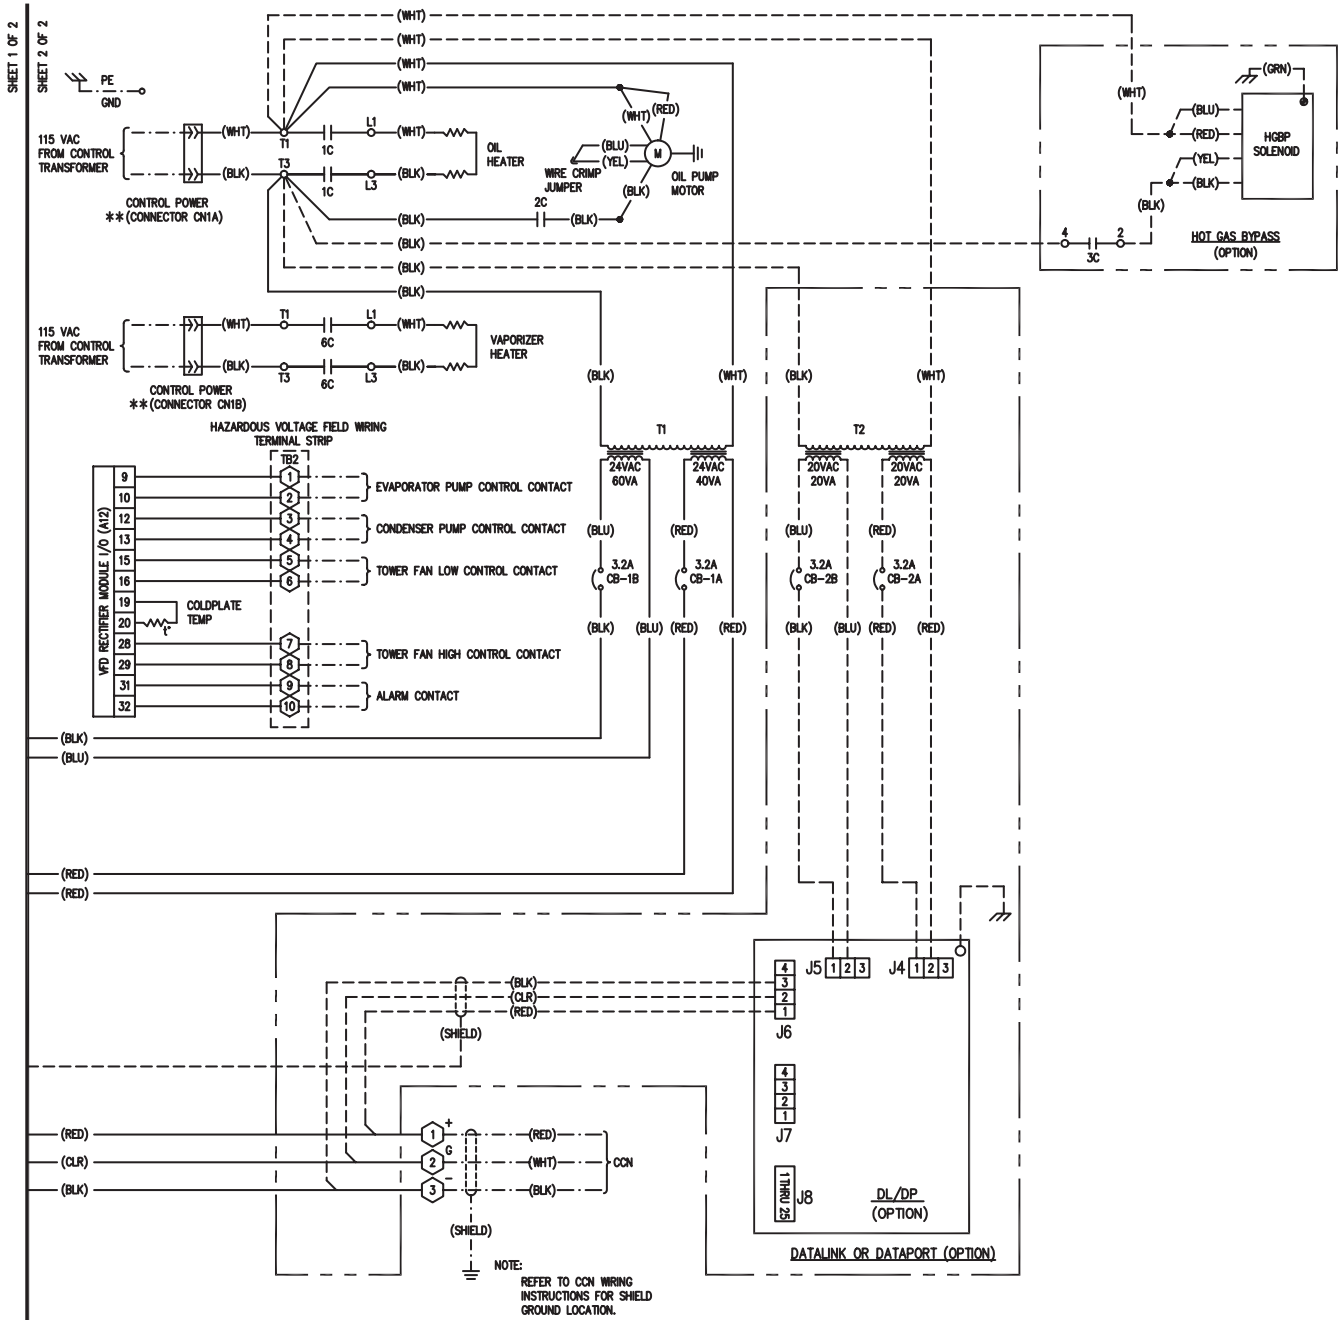 SHEET 1 OF 2
SHEET 2 OF 2
(WHT)
(WHT)
(WHT)
(WHT)
PE
GND
115 VAC
FROM CONTROL
TRANSFORMER
(WHT)
T1
1C
L1
(WHT)
(BLK)
T3
1C
L3
(BLK)
OIL
HEATER
CONTROL POWER
**(CONNECTOR CN1A)
(WHT)
(RED)
(BLU)
(YEL)
M
WIRE CRIMP
JUMPER
OIL PUMP
MOTOR
(BLK)
(BLK)
2C
(BLK)
(BLK)
(BLK)
(BLK)
(WHT)
(GRN)
(BLU)
(RED)
(YEL)
(BLK)
HGBP
SOLENOID
(BLK)
4
2
3C
HOT GAS BYPASS
(OPTION)
115 VAC
FROM CONTROL
TRANSFORMER
(WHT)
T1
6C
L1
(WHT)
(BLK)
T3
6C
L3
(BLK)
VAPORIZER
HEATER
CONTROL POWER
**(CONNECTOR CN1B)
(BLK)
(WHT)
(BLK)
(WHT)
HAZARDOUS VOLTAGE FIELD WIRING
TERMINAL STRIP
TB2
VFD RECTIFIER MODULE I/O (A12)
9
1
10
2
EVAPORATOR PUMP CONTROL CONTACT
12
3
13
4
CONDENSER PUMP CONTROL CONTACT
15
5
16
6
TOWER FAN LOW CONTROL CONTACT
19
20
t°
COLDPLATE
TEMP
28
7
29
8
TOWER FAN HIGH CONTROL CONTACT
31
9
32
10
ALARM CONTACT
T1
24VAC
60VA
24VAC
40VA
T2
20VAC
20VA
20VAC
20VA
(BLU)
(RED)
(BLU)
(RED)
3.2A
CB-1B
3.2A
CB-1A
3.2A
CB-2B
3.2A
CB-2A
(BLK)
(BLU)
(RED)
(RED)
(BLK)
(BLU)
(RED)
(RED)
(BLK)
(BLU)
(RED)
(RED)
J5
1 2 3
J4
1 2 3
4
3
2
1
J6
(BLK)
(CLR)
(RED)
(SHIELD)
4
3
2
1
J7
1 THRU 25
J8
DL/DP
(OPTION)
DATALINK OR DATAPORT (OPTION)
(RED)
1
+
(RED)
(CLR)
2
G
(WHT)
CCN
(BLK)
3
-
(BLK)
(SHIELD)
NOTE:
REFER TO CCN WIRING
INSTRUCTIONS FOR SHIELD
GROUND LOCATION.